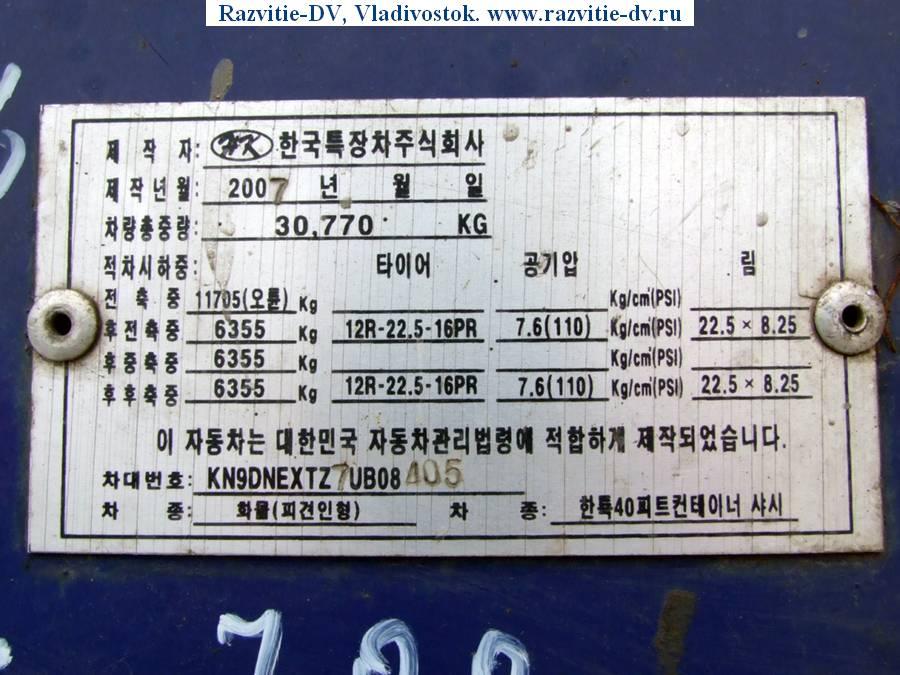 Razvitie-DV, Vladivostok. www.razvitie-dv.ru
제 작 자: HK 한국특장차주식회사
제작년월: 2007 년 월 일
차량총중량: 30,770 KG
적차시하중: 타이어 공기압 림
전 축 중 11705(오륜) Kg Kg/cm²(PSI)
후전축중 6355 Kg 12R-22.5-16PR 7.6(110) Kg/cm²(PSI) 22.5 × 8.25
후중축중 6355 Kg Kg/cm²(PSI)
후후축중 6355 Kg 12R-22.5-16PR 7.6(110) Kg/cm²(PSI) 22.5 × 8.25
이 자동차는 대한민국 자동차관리법령에 적합하게 제작되었습니다.
차대번호: KN9DNEXTZ7UB08405
차 종: 화물(피견인형) 차 종: 한특40피트컨테이너 샤시